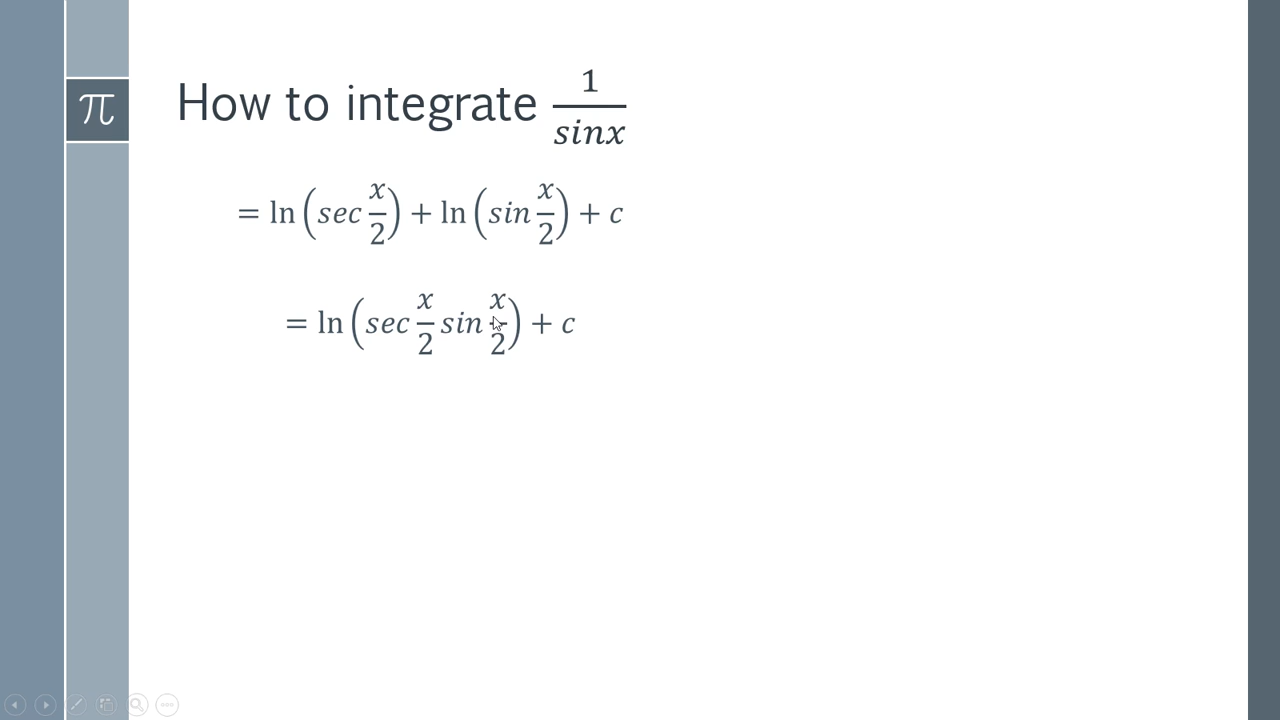 π
How to integrate 1/sinx
= ln(sec x/2) + ln(sin x/2) + c
= ln(sec x/2 sin x/2) + c